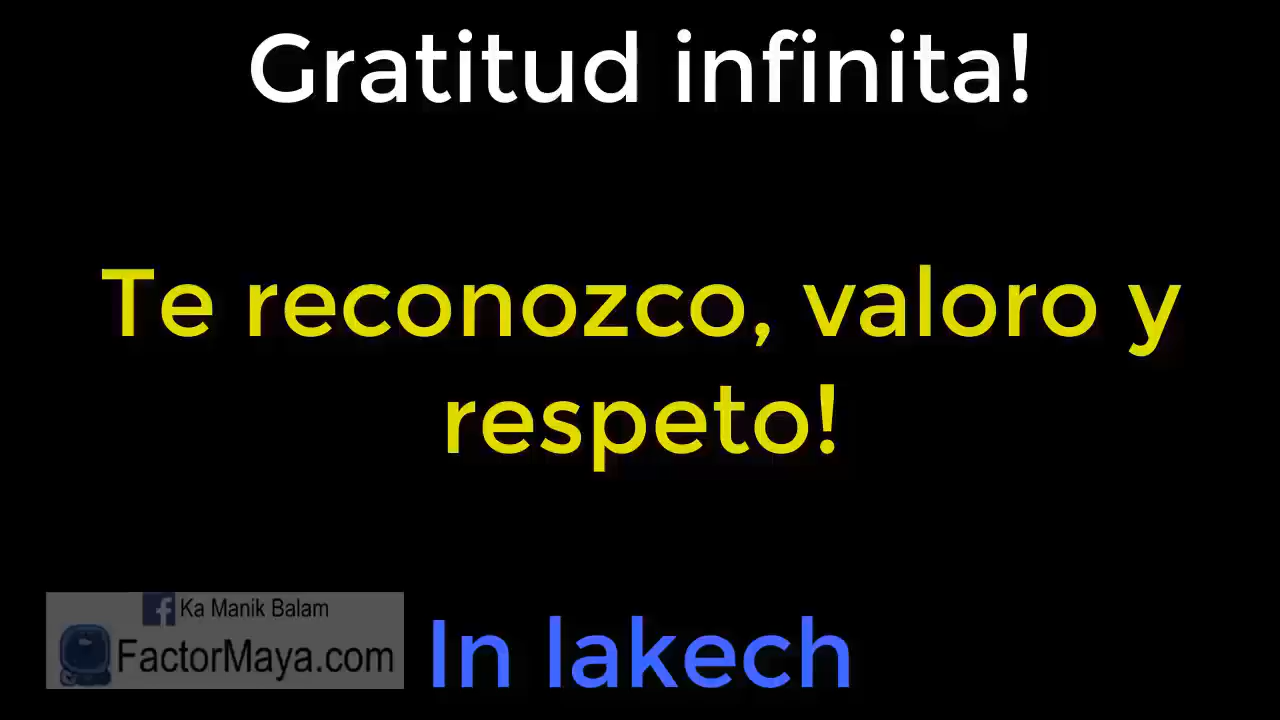 Gratitud infinita!
Te reconozco, valoro y
respeto!
Ka Manik Balam
FactorMaya.com
In lakech